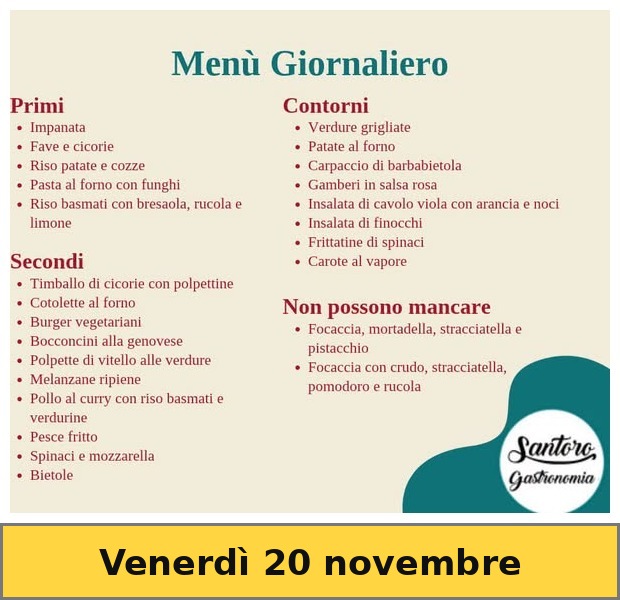 Menù Giornaliero
Primi
Impanata
Fave e cicorie
Riso patate e cozze
Pasta al forno con funghi
Riso basmati con bresaola, rucola e
limone
Secondi
Timballo di cicorie con polpettine
Cotolette al forno
Burger vegetariani
Bocconcini alla genovese
Polpette di vitello alle verdure
Melanzane ripiene
Pollo al curry con riso basmati e
verdurine
Pesce fritto
Spinaci e mozzarella
Bietole
Contorni
Verdure grigliate
Patate al forno
Carpaccio di barbabietola
Gamberi in salsa rosa
Insalata di cavolo viola con arancia e noci
Insalata di finocchi
Frittatine di spinaci
Carote al vapore
Non possono mancare
Focaccia, mortadella, stracciatella e
pistacchio
Focaccia con crudo, stracciatella,
pomodoro e rucola
Santoro
Gastronomia
Venerdì 20 novembre